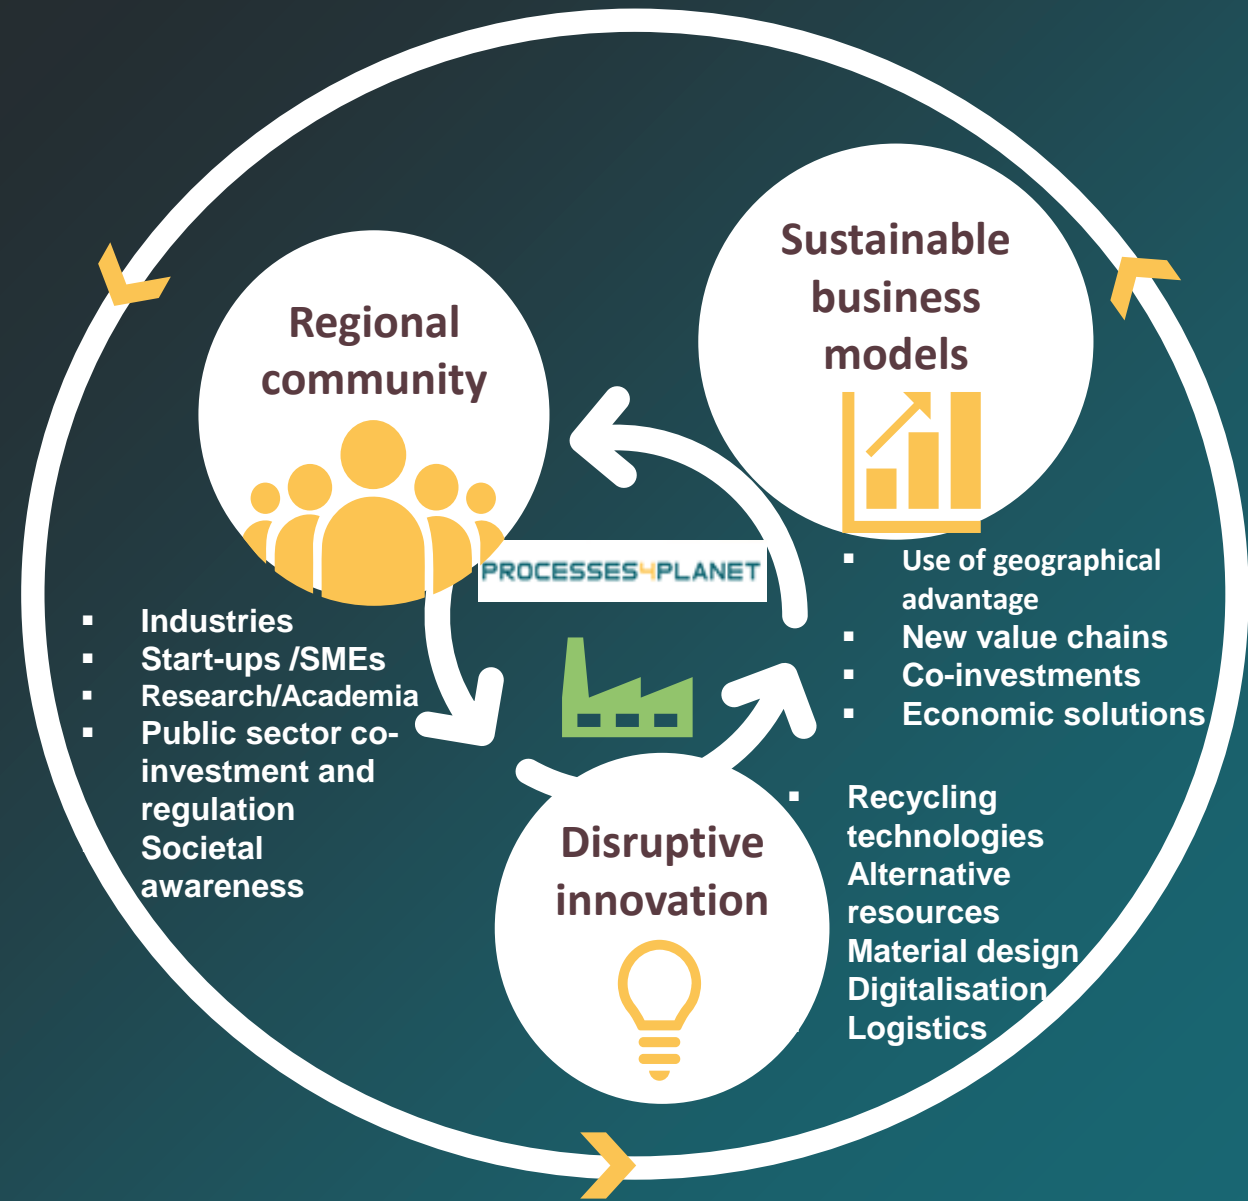 Sustainable
business
models
Regional
community
PROCESSES4PLANET
▪ Use of geographical
advantage
▪ New value chains
▪ Co-investments
▪ Economic solutions
▪ Industries
▪ Start-ups /SMEs
▪ Research/Academia
▪ Public sector co-
investment and
regulation
Societal
awareness
Disruptive
innovation
▪ Recycling
technologies
Alternative
resources
Material design
Digitalisation
Logistics